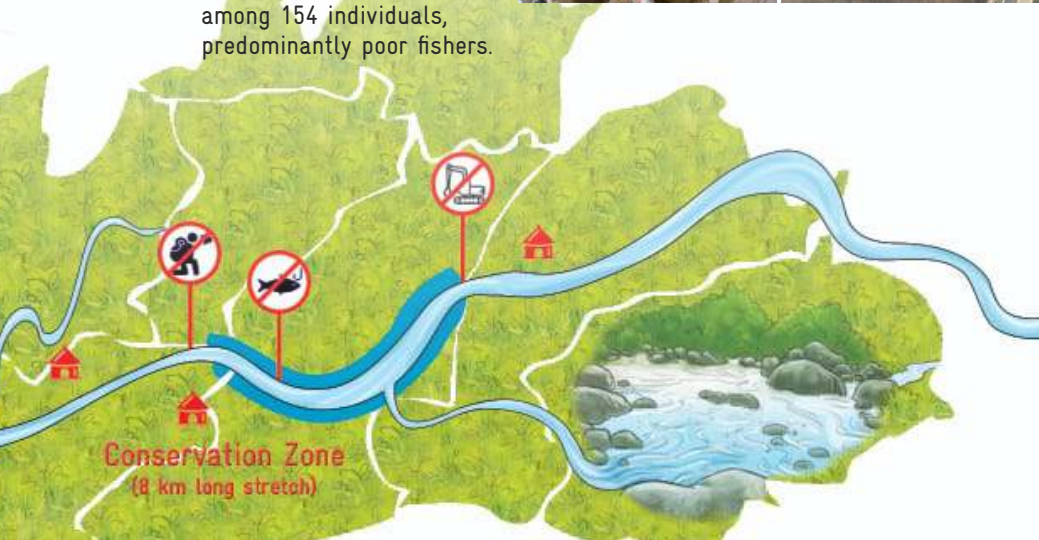 among 154 individuals,
predominantly poor fishers.
Conservation Zone
(8 km long stretch)